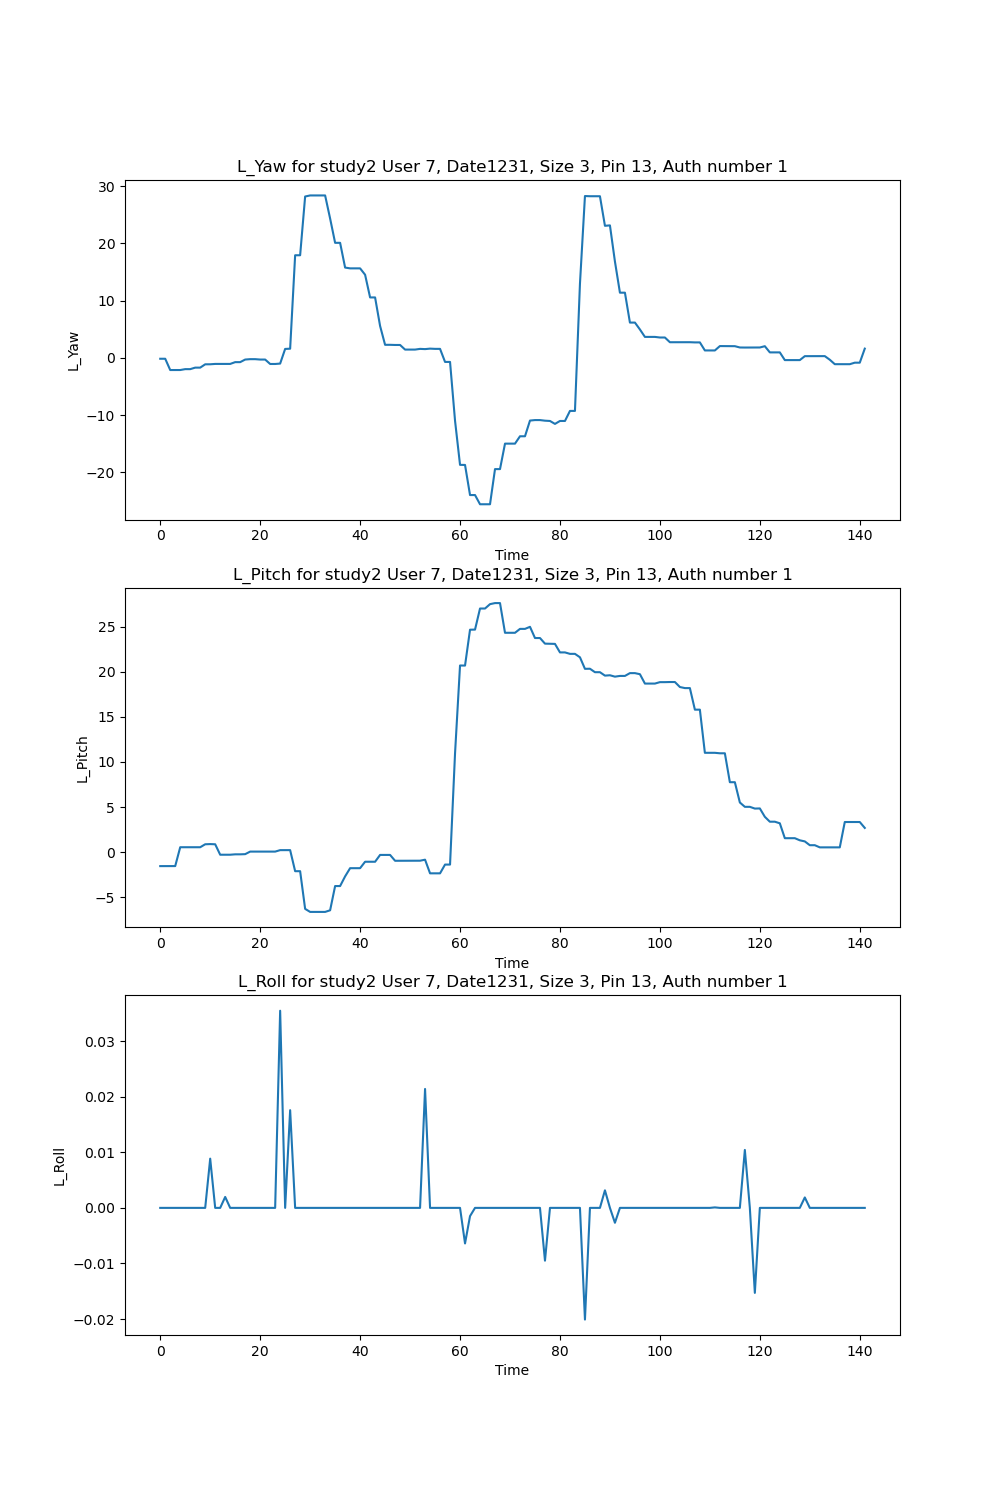 L_Yaw for study2 User 7, Date1231, Size 3, Pin 13, Auth number 1
30
20
10
0
−10
−20
L_Yaw
0 20 40 60 80 100 120 140
Time
L_Pitch for study2 User 7, Date1231, Size 3, Pin 13, Auth number 1
25
20
15
10
5
0
−5
L_Pitch
0 20 40 60 80 100 120 140
Time
L_Roll for study2 User 7, Date1231, Size 3, Pin 13, Auth number 1
0.03
0.02
0.01
0.00
−0.01
−0.02
L_Roll
0 20 40 60 80 100 120 140
Time